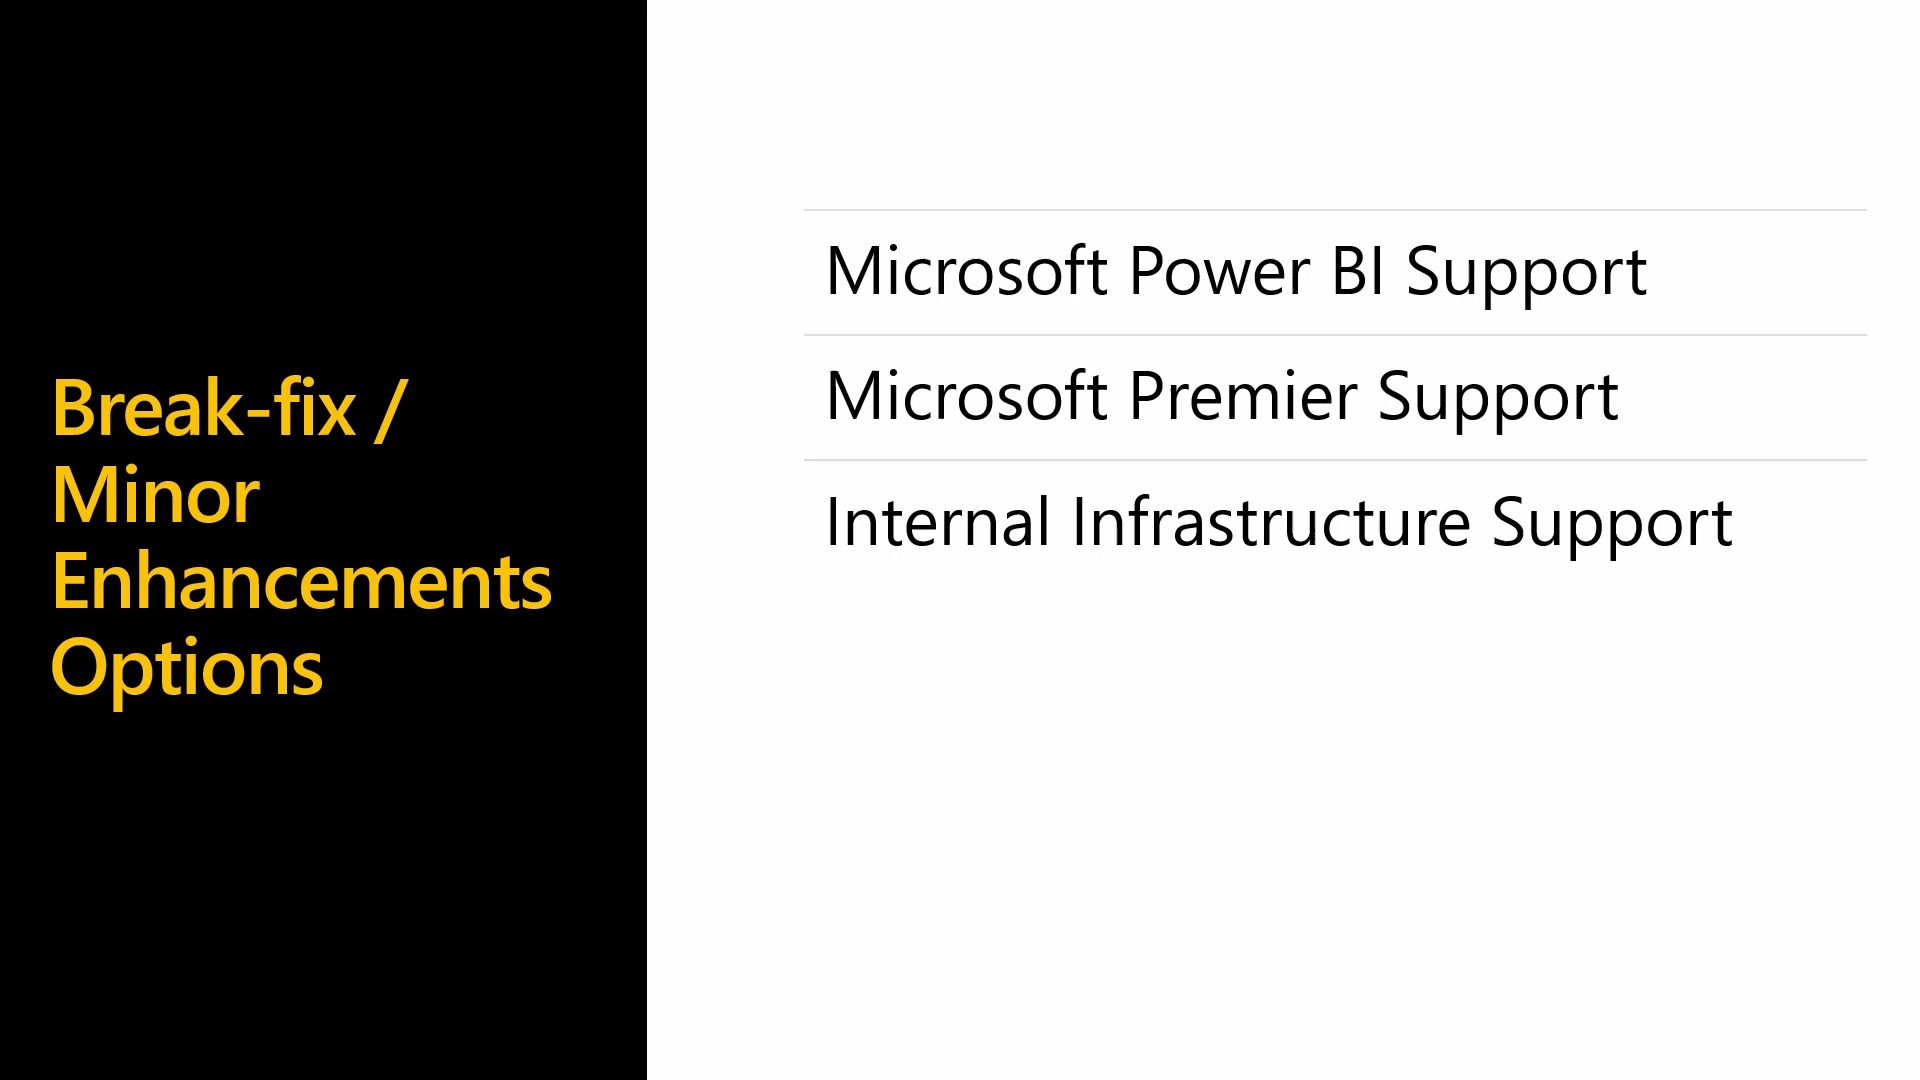 Break-fix /
Minor
Enhancements
Options
Microsoft Power BI Support
Microsoft Premier Support
Internal Infrastructure Support